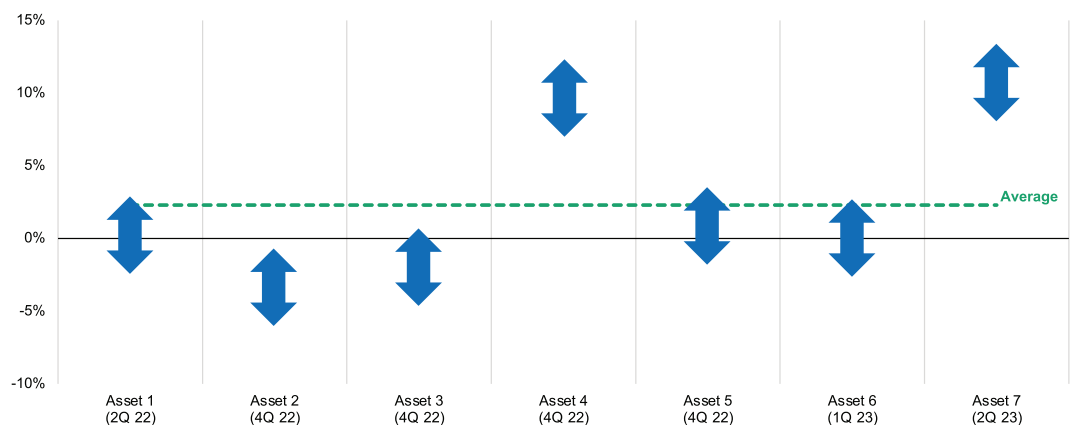 15%
10%
5%
Average
0%
-5%
-10%
Asset 1
(2Q 22)
Asset 2
(4Q 22)
Asset 3
(4Q 22)
Asset 4
(4Q 22)
Asset 5
(4Q 22)
Asset 6
(1Q 23)
Asset 7
(2Q 23)